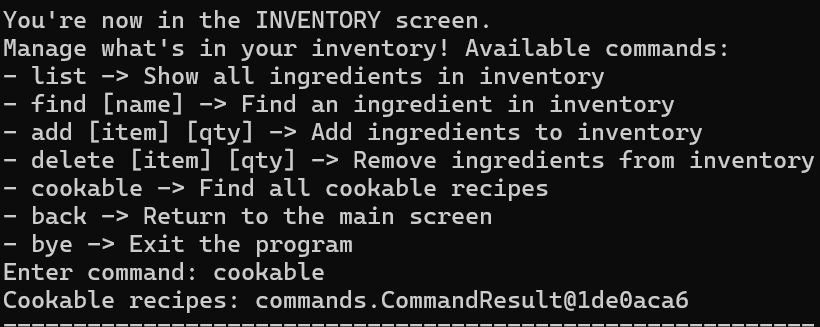 You're now in the INVENTORY screen.
Manage what's in your inventory! Available commands:
- list -> Show all ingredients in inventory
- find [name] -> Find an ingredient in inventory
- add [item] [qty] -> Add ingredients to inventory
- delete [item] [qty] -> Remove ingredients from inventory
- cookable -> Find all cookable recipes
- back -> Return to the main screen
- bye -> Exit the program
Enter command: cookable
Cookable recipes: commands.CommandResult@1de0aca6
----------------------------------------------------------